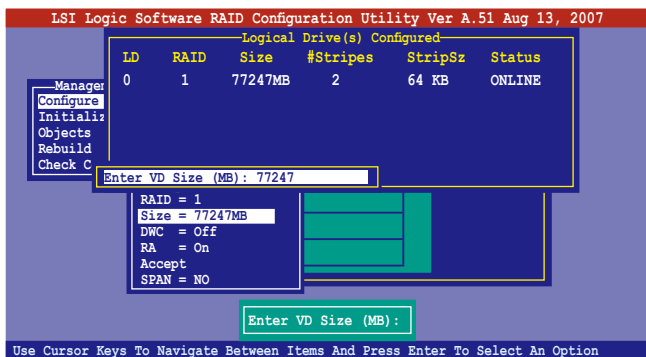 LSI Logic Software RAID Configuration Utility Ver A.51 Aug 13, 2007
Logical Drive(s) Configured
LD RAID Size #Stripes StripSz Status
0 1 77247MB 2 64 KB ONLINE
Manage
Configure
Initializ
Objects
Rebuild
Check C
Enter VD Size (MB): 77247
RAID = 1
Size = 77247MB
DWC = Off
RA = On
Accept
SPAN = NO
Enter VD Size (MB):
Use Cursor Keys To Navigate Between Items And Press Enter To Select An Option